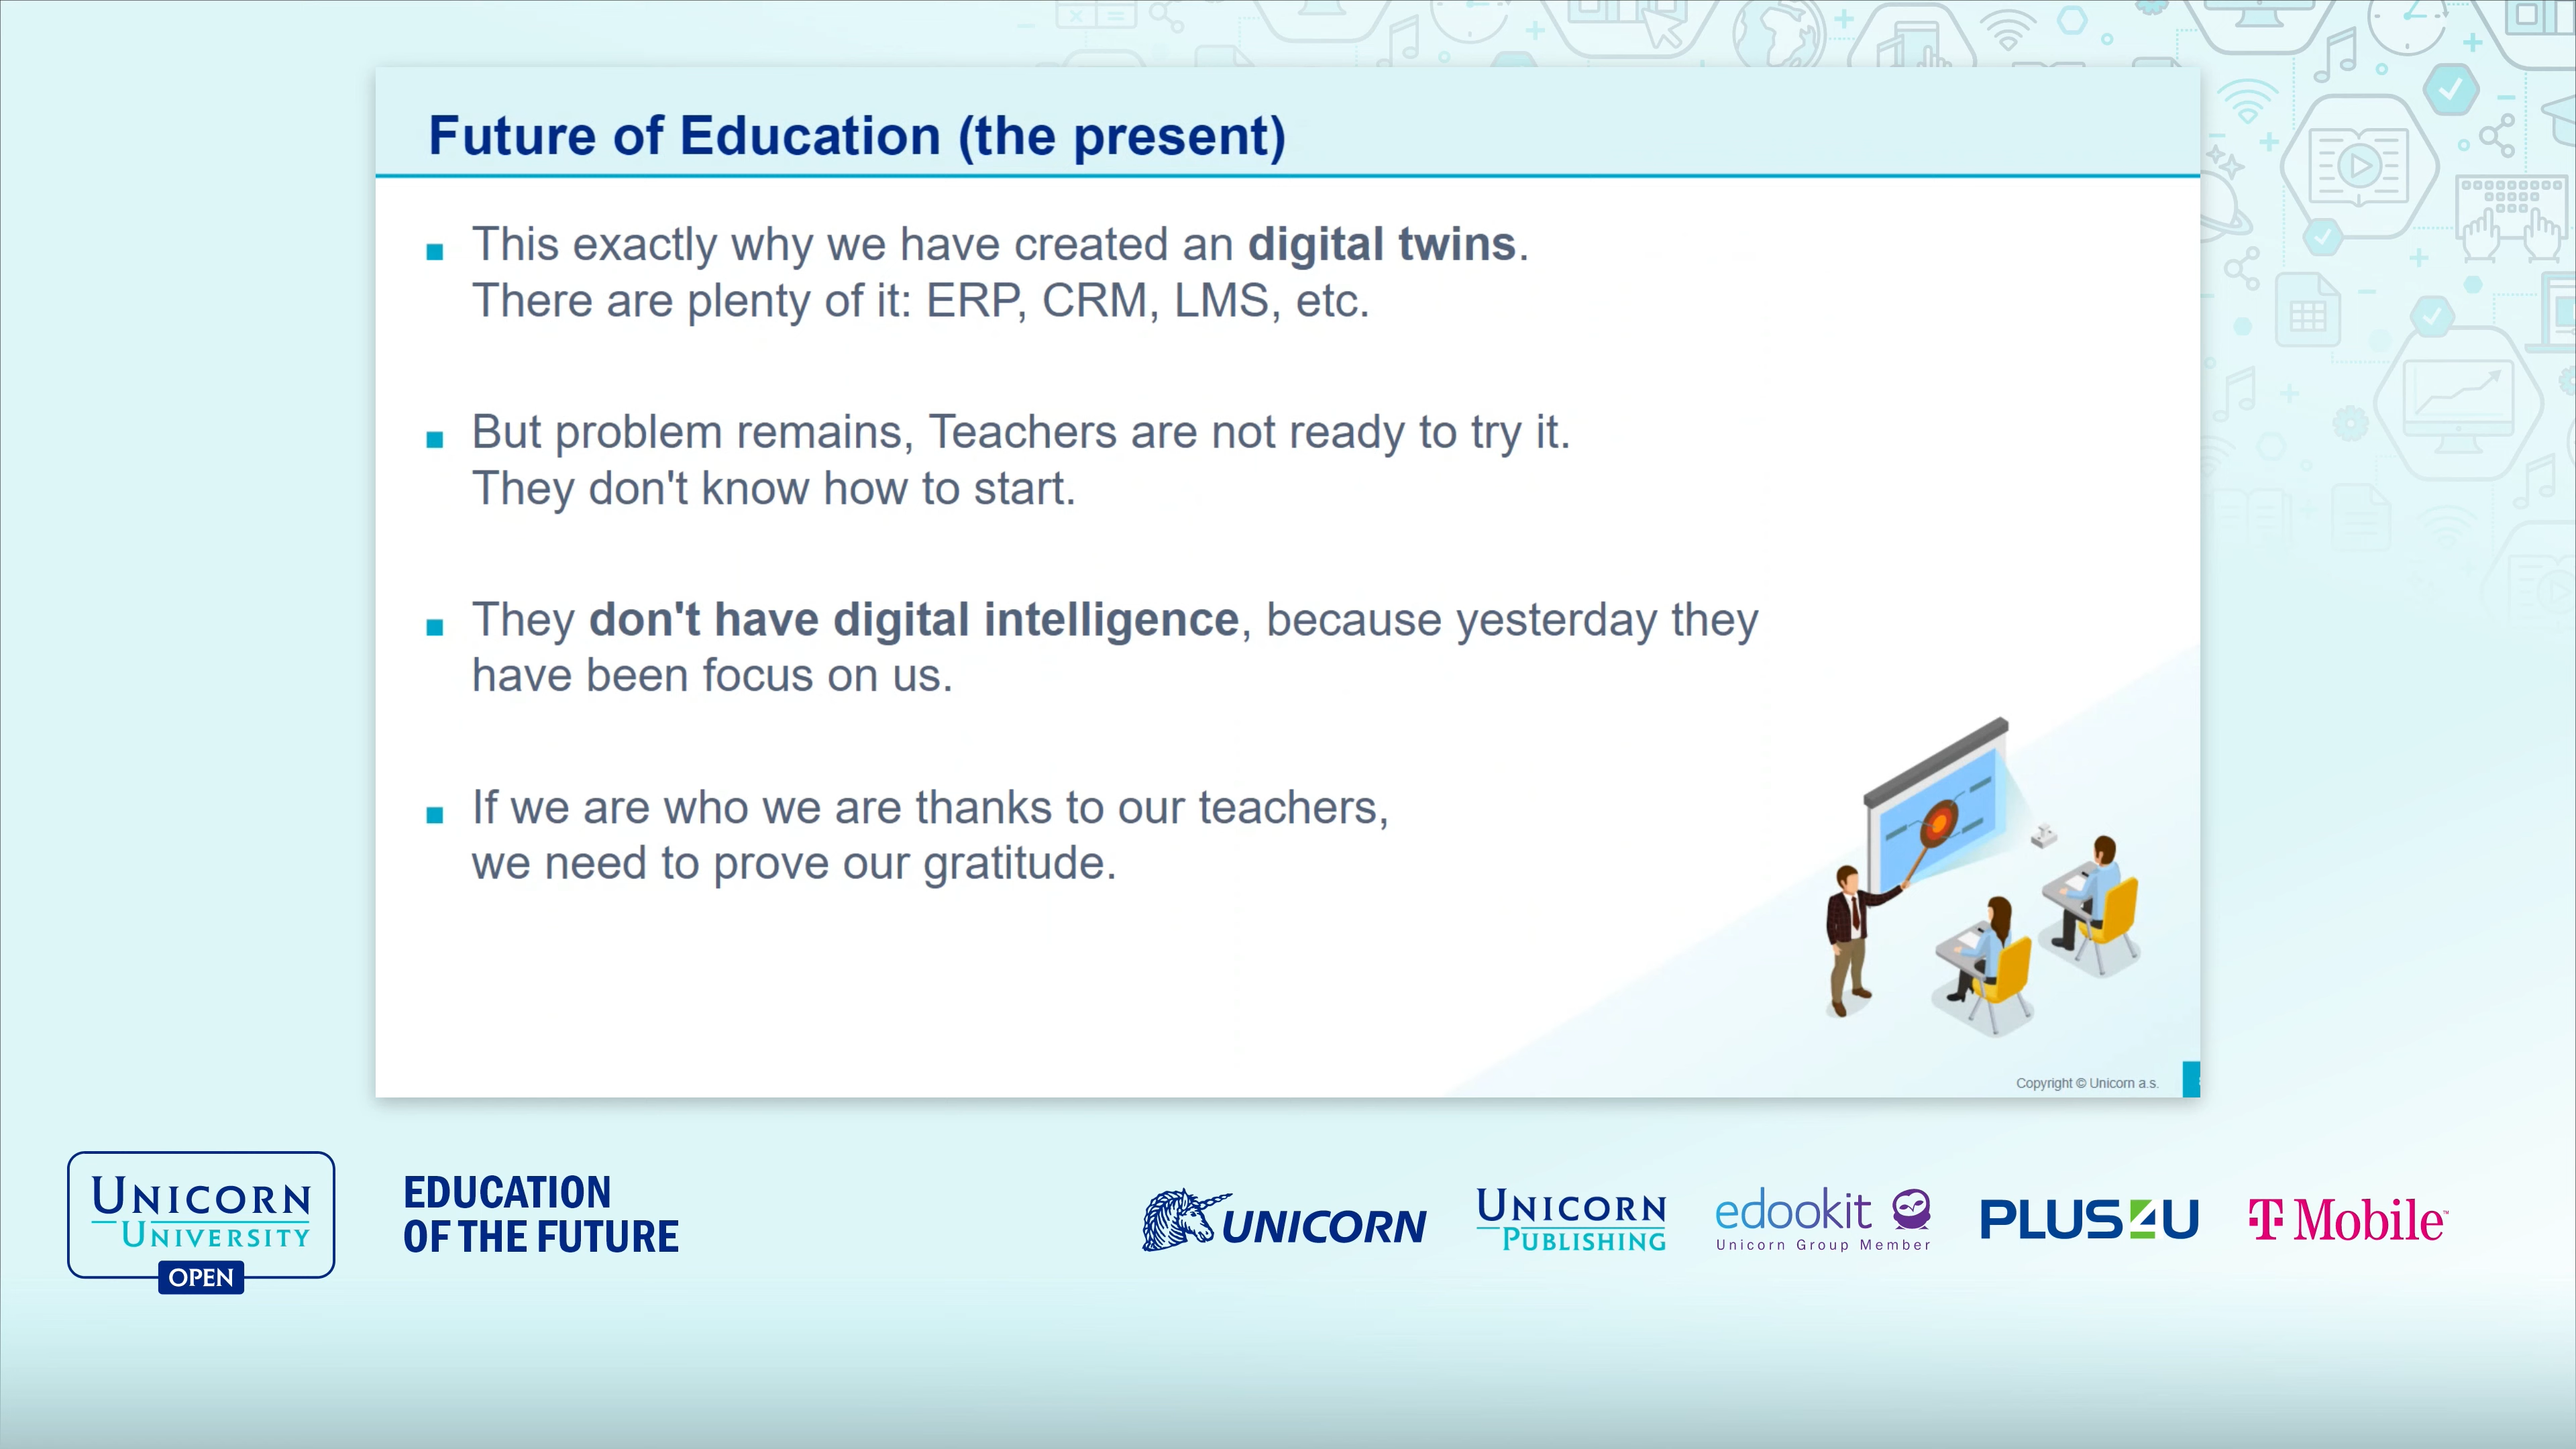 Future of Education (the present)
This exactly why we have created an digital twins.
There are plenty of it: ERP, CRM, LMS, etc.
But problem remains, Teachers are not ready to try it.
They don't know how to start.
They don't have digital intelligence, because yesterday they
have been focus on us.
If we are who we are thanks to our teachers,
we need to prove our gratitude.
Copyright © Unicorn a.s.
UNICORN
UNIVERSITY
OPEN
EDUCATION
OF THE FUTURE
UNICORN
UNICORN
PUBLISHING
edookit
Unicorn Group Member
PLUS4U
T Mobile™